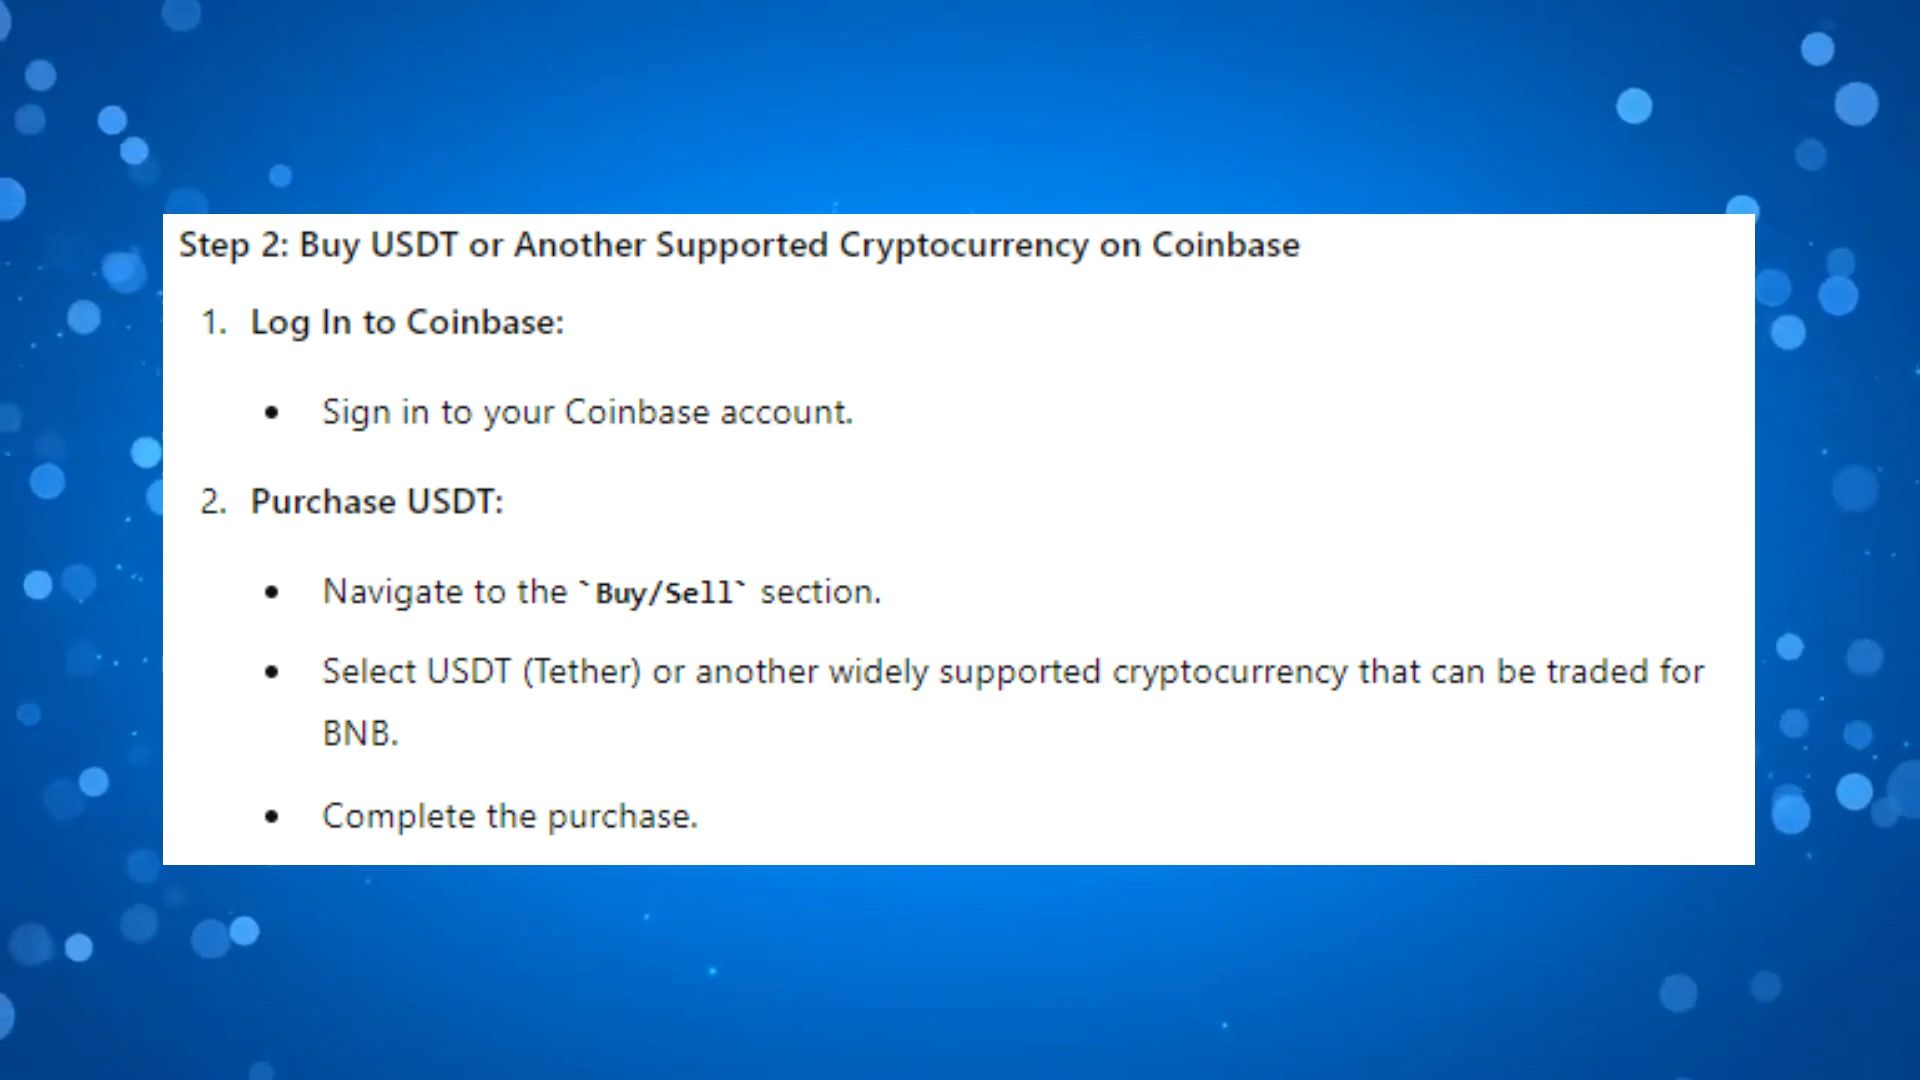 Step 2: Buy USDT or Another Supported Cryptocurrency on Coinbase
1. Log In to Coinbase:
• Sign in to your Coinbase account.
2. Purchase USDT:
• Navigate to the `Buy/Sell` section.
• Select USDT (Tether) or another widely supported cryptocurrency that can be traded for
BNB.
• Complete the purchase.